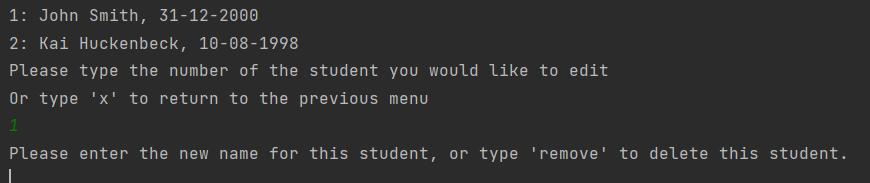 1: John Smith, 31-12-2000
2: Kai Huckenbeck, 10-08-1998
Please type the number of the student you would like to edit
Or type 'x' to return to the previous menu
1
Please enter the new name for this student, or type 'remove' to delete this student.